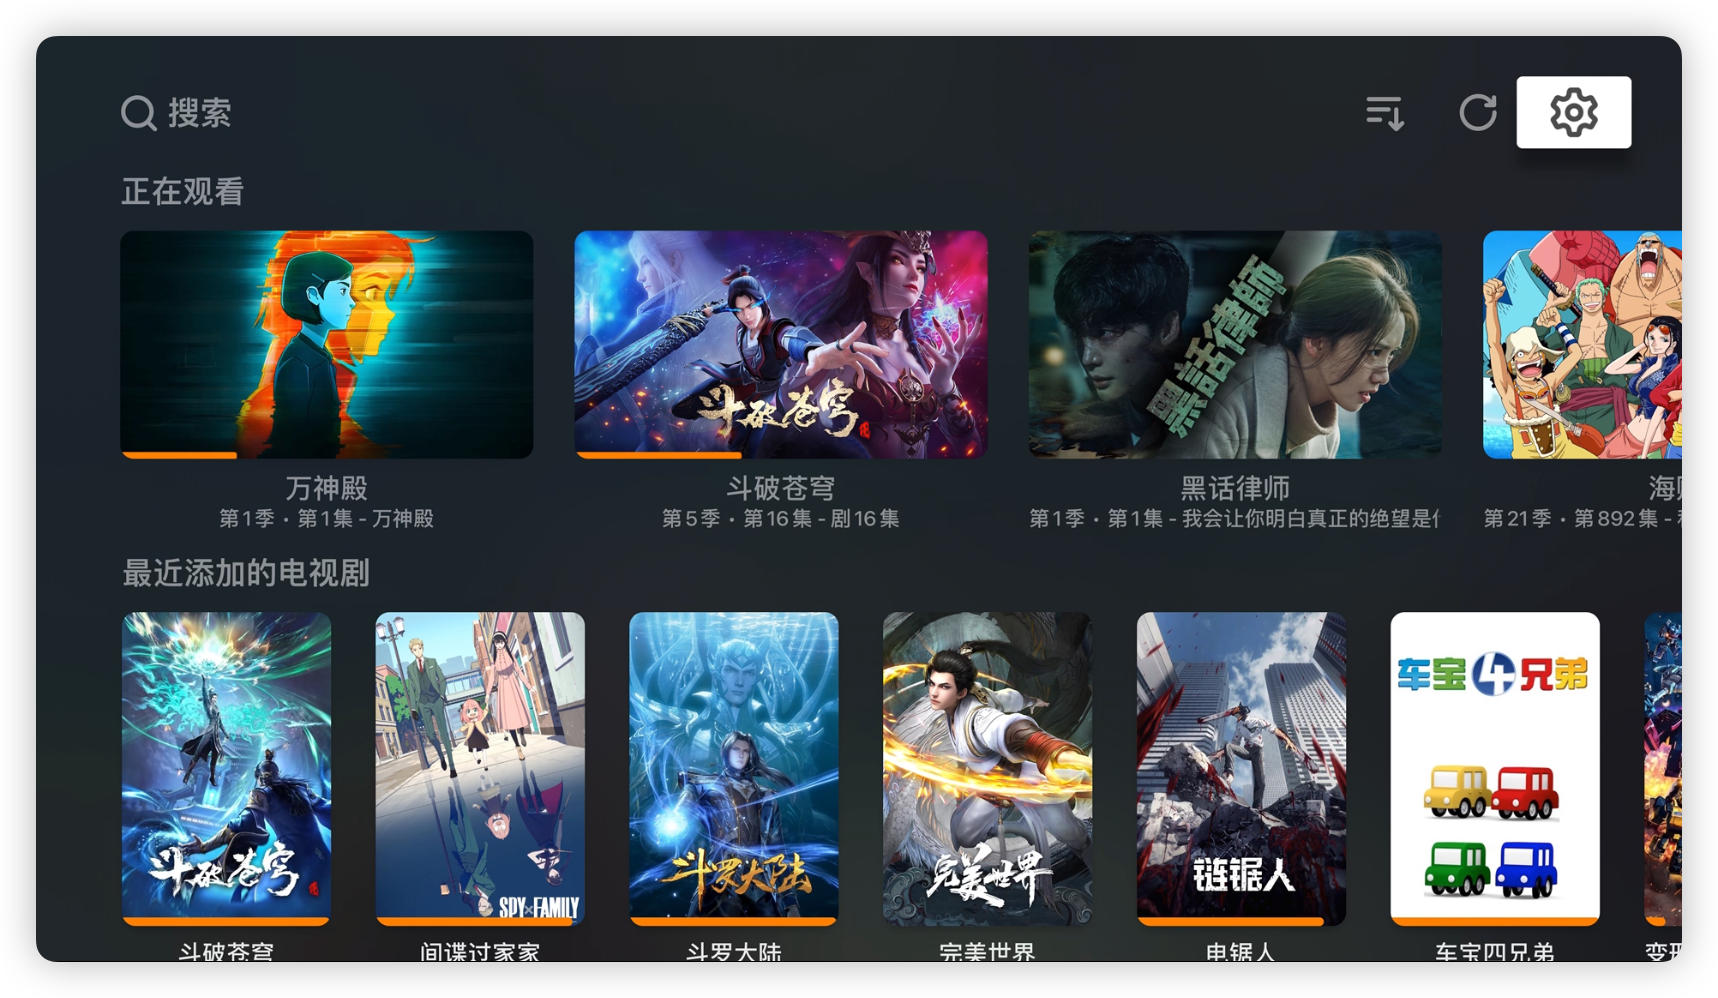 搜索
正在观看
斗破苍穹
黑話律師
万神殿
斗破苍穹
黑话律师
第1季·第1集 - 万神殿
第5季·第16集 - 剧16集
第1季·第1集 - 我会让你明白真正的绝望是
第21季·第892集 -
最近添加的电视剧
车宝4兄弟
斗破苍穹
SPY×FAMILY
斗罗大陆
完美世界
链锯人
斗破苍穹
间谍过家家
斗罗大陆
完美世界
电锯人
车宝四兄弟